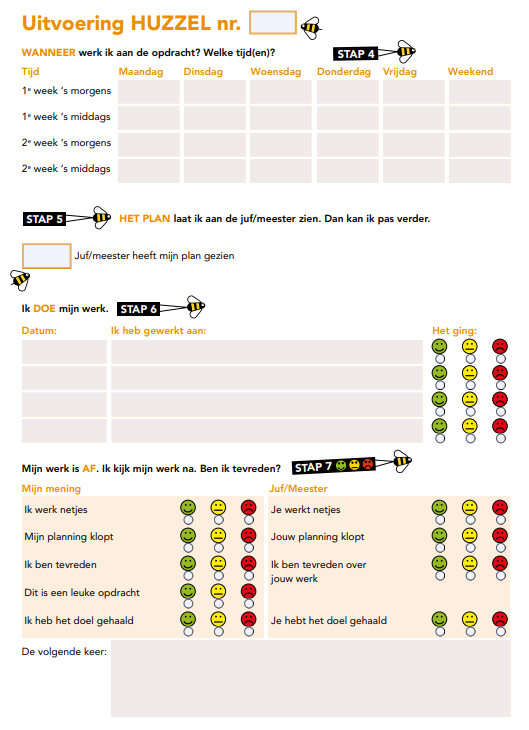 Uitvoering HUZZEL nr.
WANNEER werk ik aan de opdracht? Welke tijd(en)?
STAP 4
Tijd Maandag Dinsdag Woensdag Donderdag Vrijdag Weekend
1e week 's morgens
1e week 's middags
2e week 's morgens
2e week 's middags
STAP 5
HET PLAN laat ik aan de juf/meester zien. Dan kan ik pas verder.
Juf/meester heeft mijn plan gezien
Ik DOE mijn werk. STAP 6
Datum: Ik heb gewerkt aan: Het ging:
Mijn werk is AF. Ik kijk mijn werk na. Ben ik tevreden? STAP 7
Mijn mening Juf/Meester
Ik werk netjes Je werkt netjes
Mijn planning klopt Jouw planning klopt
Ik ben tevreden Ik ben tevreden over
jouw werk
Dit is een leuke opdracht
Ik heb het doel gehaald Je hebt het doel gehaald
De volgende keer: